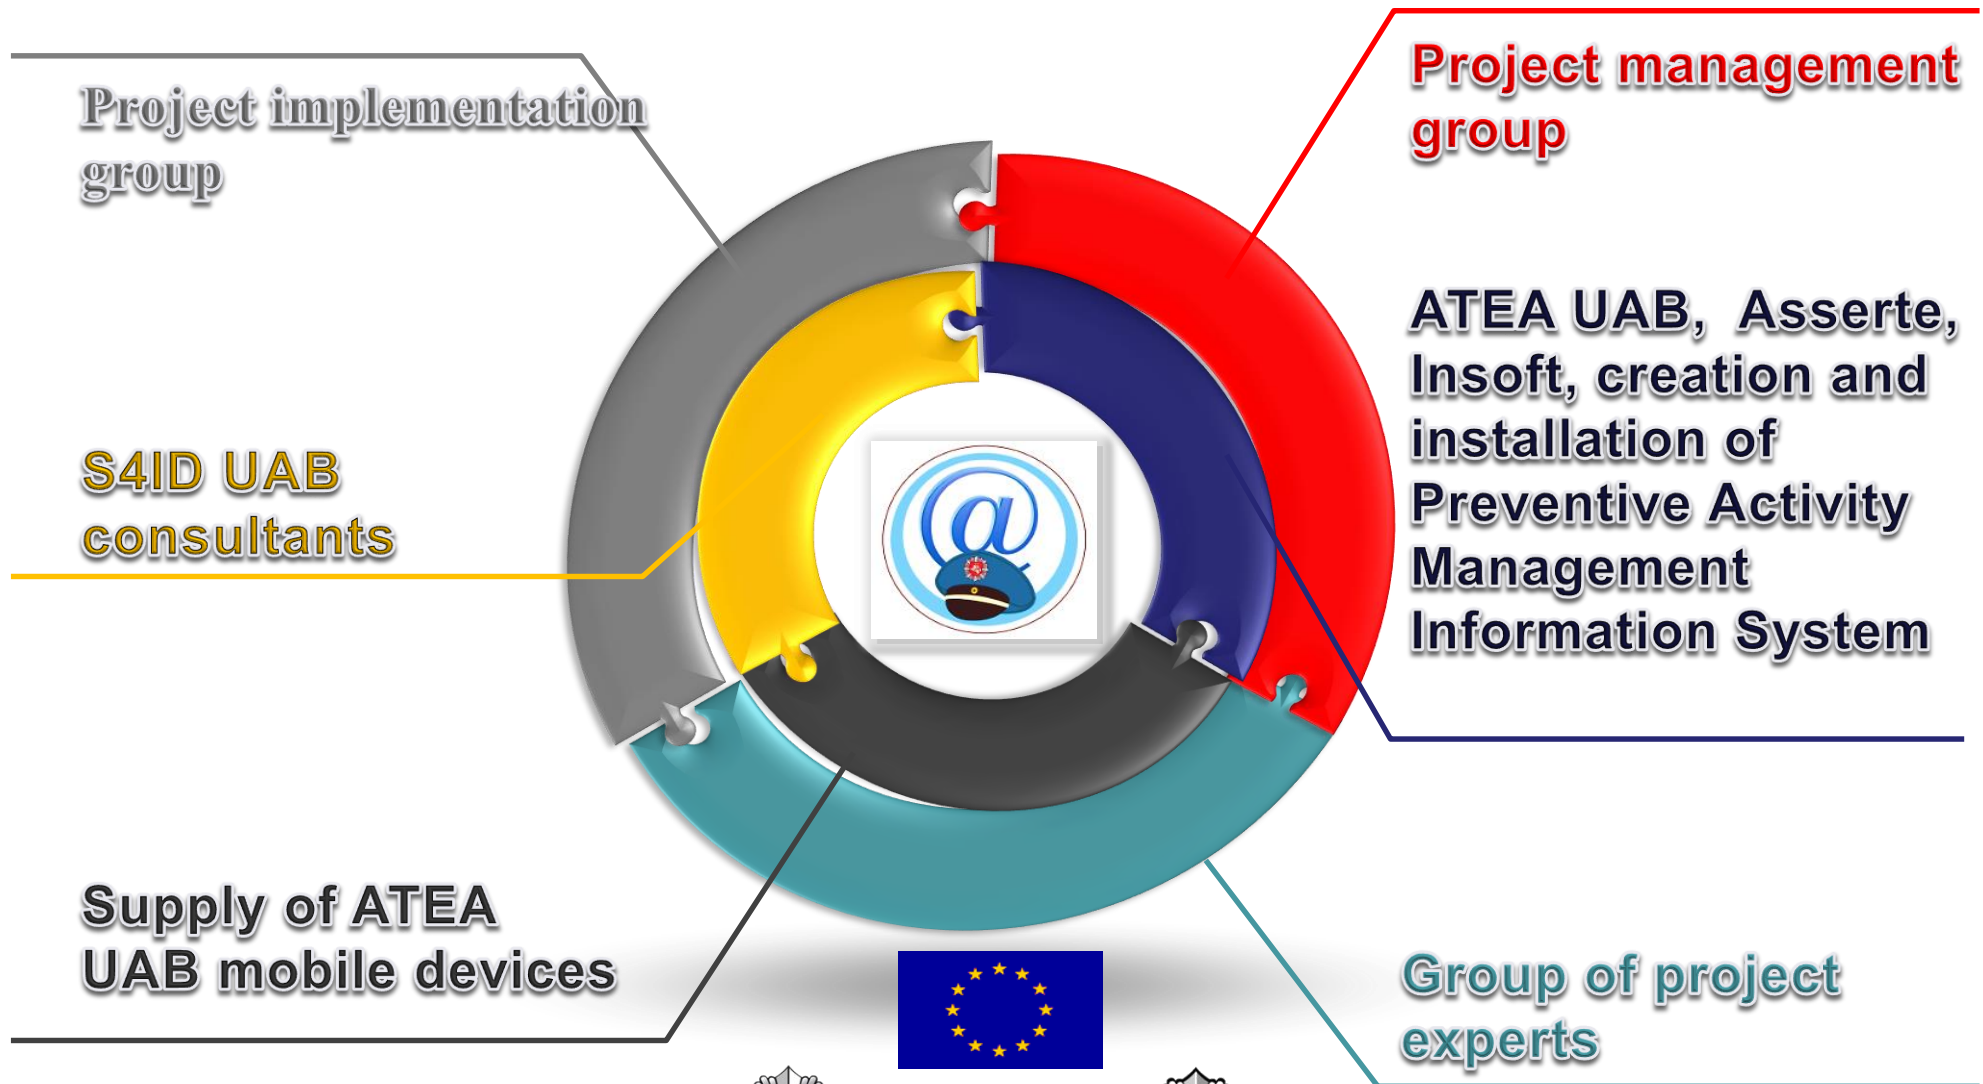 Project implementation
group
Project management
group
ATEA UAB,  Asserte,
Insoft, creation and
installation of
Preventive Activity
Management
Information System
S4ID UAB
consultants
@
Supply of ATEA
UAB mobile devices
Group of project
experts